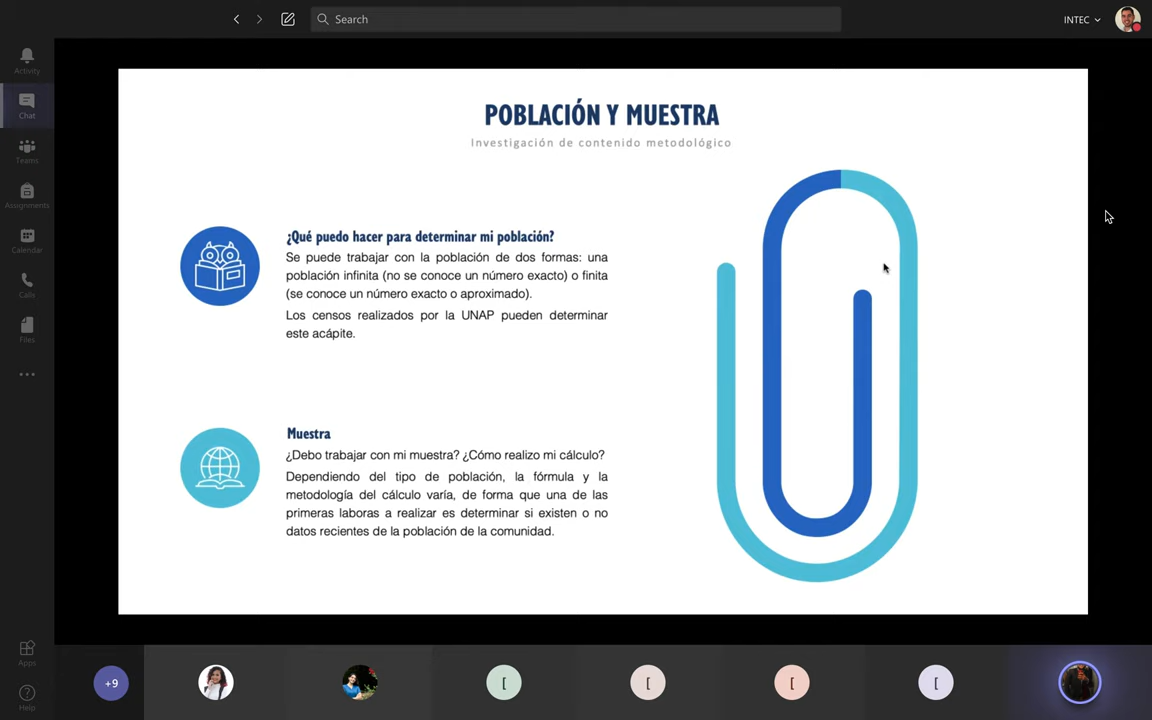 Search
INTEC
Activity
Chat
Teams
Assignments
Calendar
Calls
Files
Apps
Help
POBLACIÓN Y MUESTRA
Investigación de contenido metodológico
¿Qué puedo hacer para determinar mi población?
Se puede trabajar con la población de dos formas: una
población infinita (no se conoce un número exacto) o finita
(se conoce un número exacto o aproximado).
Los censos realizados por la UNAP pueden determinar
este acápite.
Muestra
¿Debo trabajar con mi muestra? ¿Cómo realizo mi cálculo?
Dependiendo del tipo de población, la fórmula y la
metodología del cálculo varía, de forma que una de las
primeras laboras a realizar es determinar si existen o no
datos recientes de la población de la comunidad.
+9
[
[
[
[